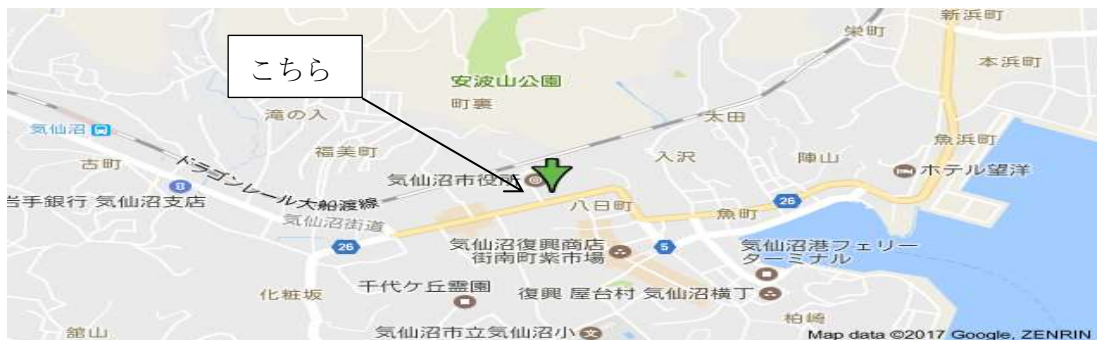 新浜町
栄町
本浜町
こちら
安波山公園
町裏
滝の入
太田
気仙沼
福美町
入沢
陣山
魚浜町
古町
ドラゴンレール大船渡線
気仙沼市役所
ホテル望洋
岩手銀行 気仙沼支店
八日町
26
気仙沼街道
魚町
26
気仙沼復興商店
街南町紫市場
5
気仙沼港フェリー
ターミナル
千代ケ丘霊園
復興 屋台村 気仙沼横丁
化粧坂
柏崎
舘山
気仙沼市立気仙沼小
文
Map data ©2017 Google, ZENRIN